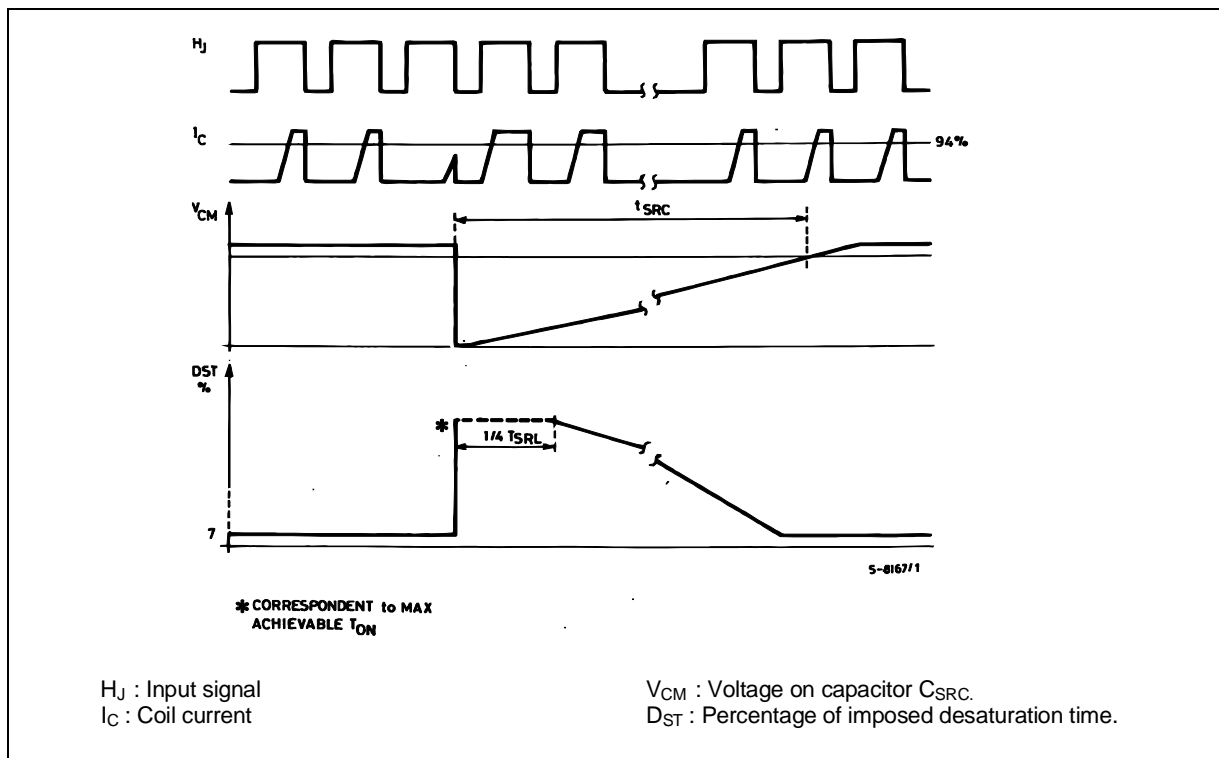 HJ
IC
94%
tSRC
VCM
DST
%
*
1/4 TSRL
7
S-8167/1
* CORRESPONDENT to MAX
ACHIEVABLE TON
HJ : Input signal
IC : Coil current
VCM : Voltage on capacitor CSRC.
DST : Percentage of imposed desaturation time.